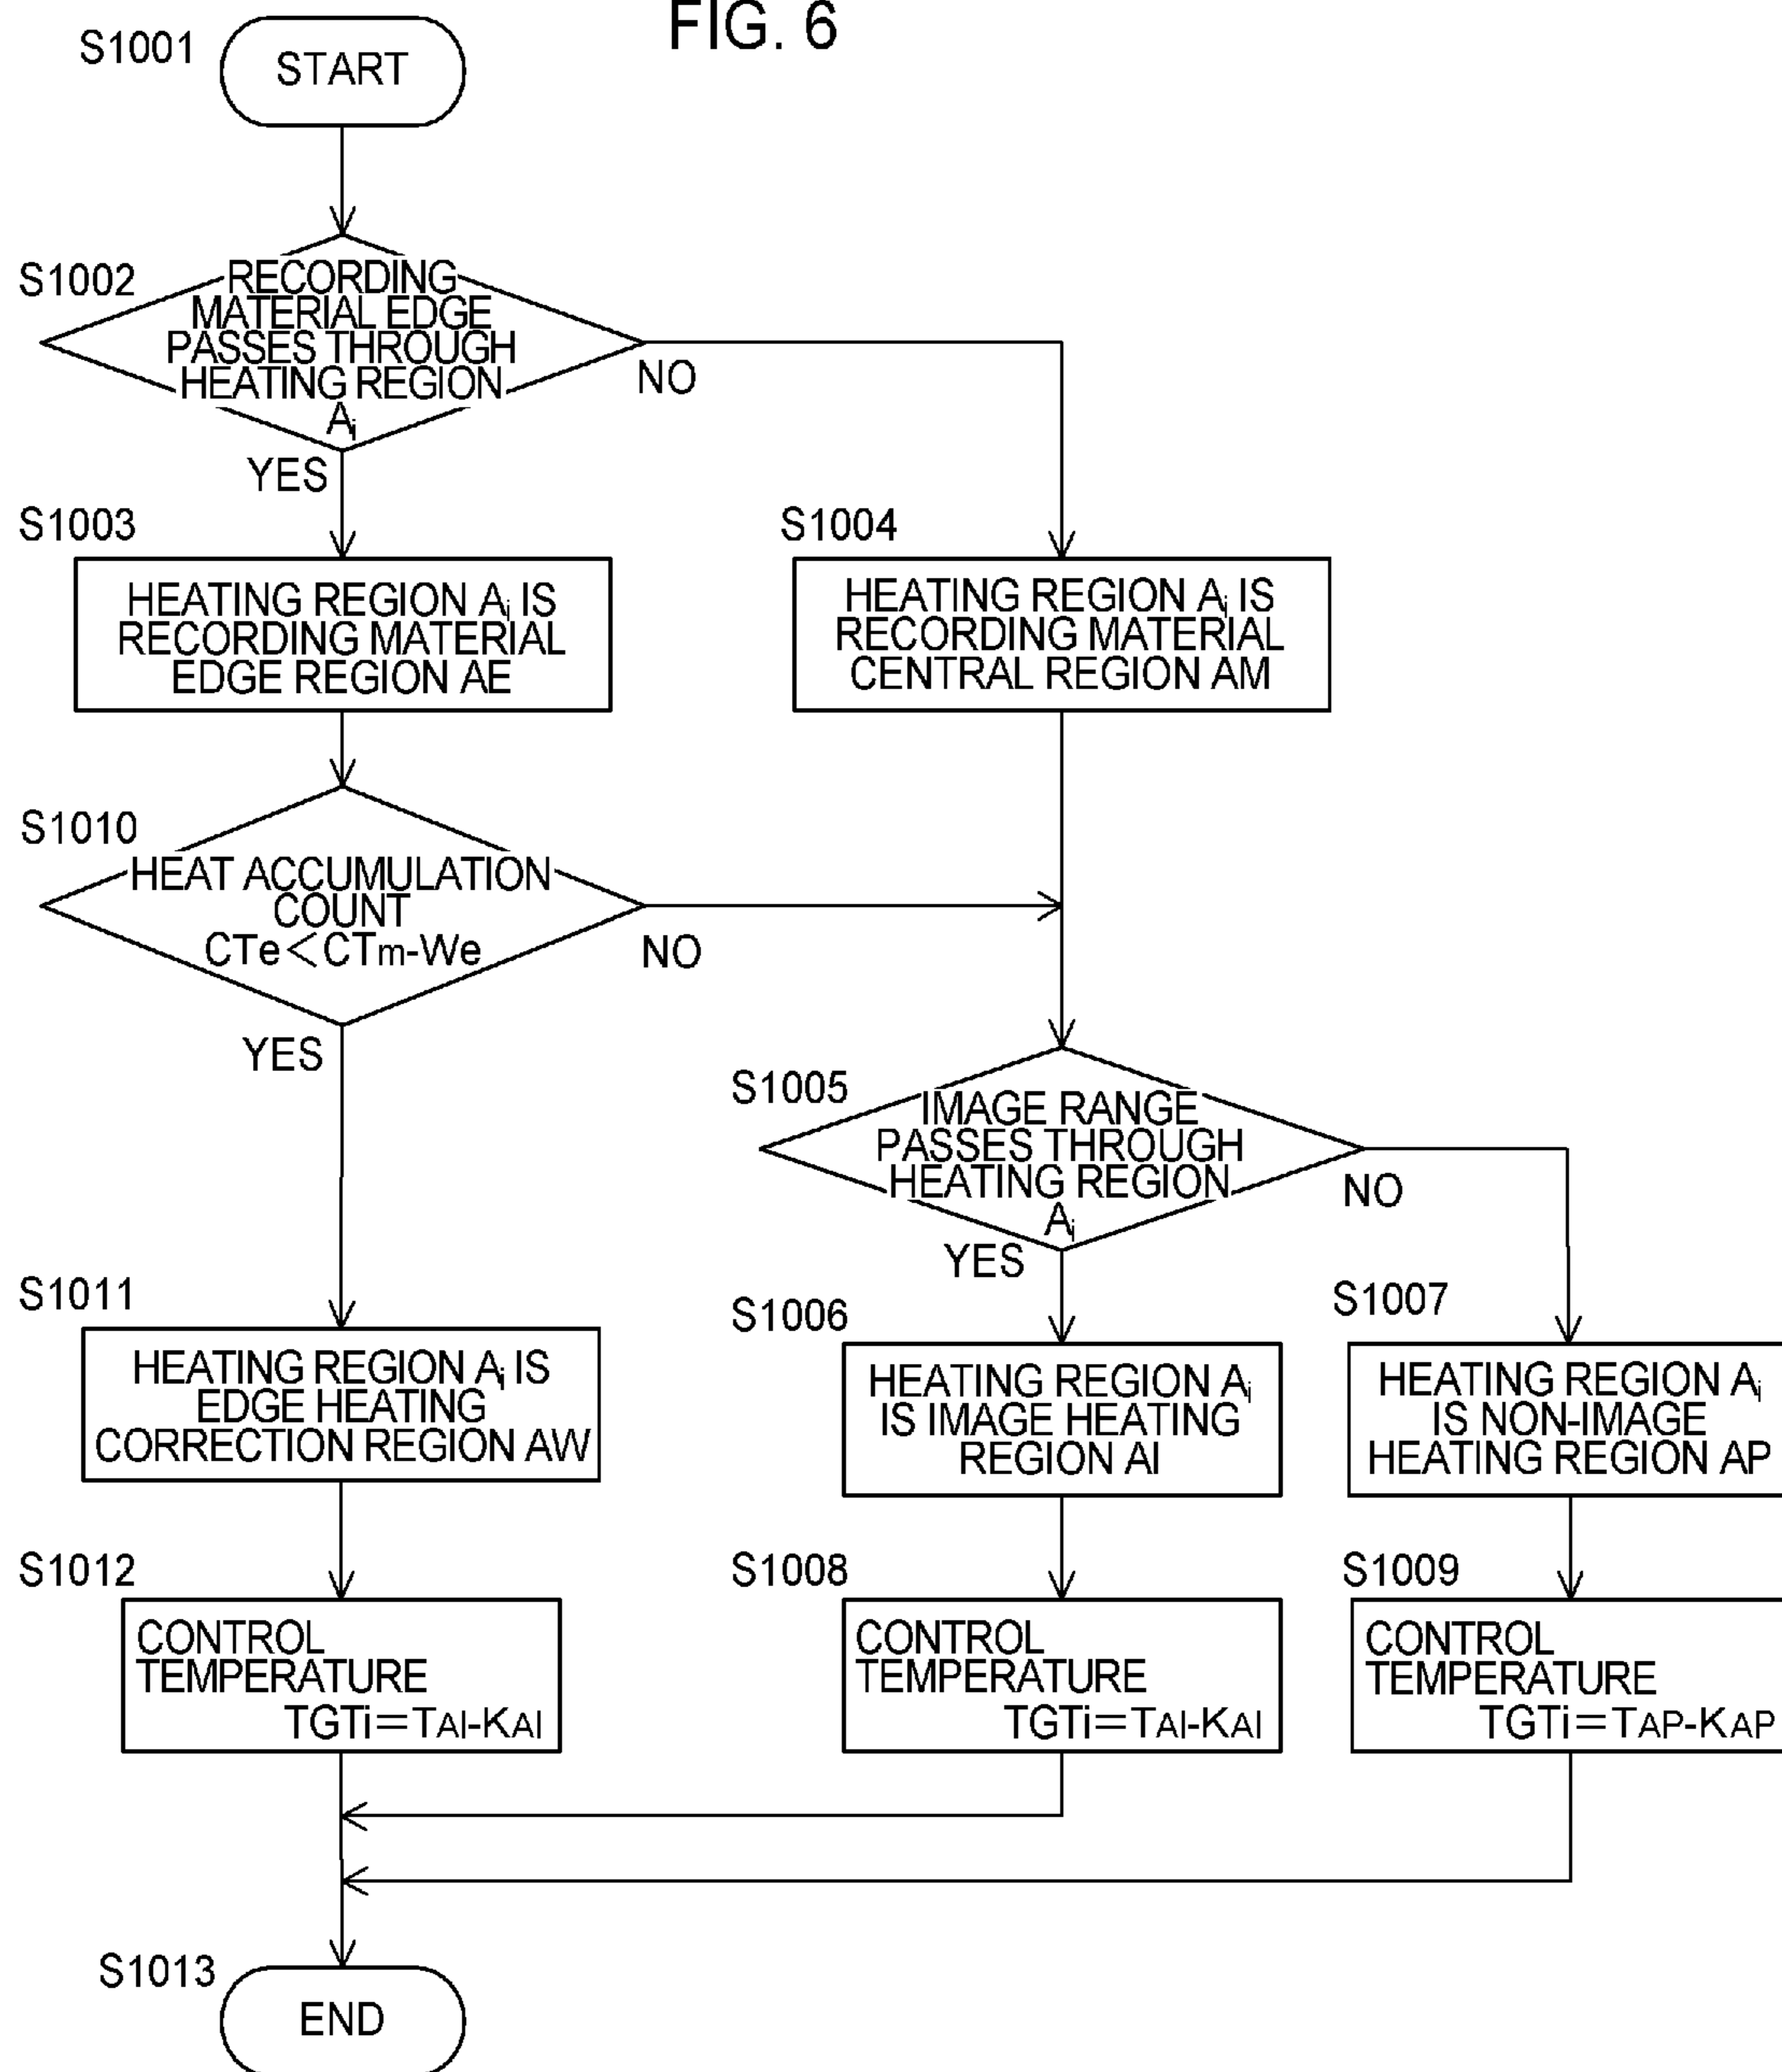 FIG. 6
S1001
START
S1002
RECORDING
MATERIAL EDGE
PASSES THROUGH
HEATING REGION
Ai
NO
YES
S1003
HEATING REGION Ai IS
RECORDING MATERIAL
EDGE REGION AE
S1004
HEATING REGION Ai IS
RECORDING MATERIAL
CENTRAL REGION AM
S1010
HEAT ACCUMULATION
COUNT
CTe<CTm-We
NO
YES
S1005
IMAGE RANGE
PASSES THROUGH
HEATING REGION
Ai
NO
YES
S1011
HEATING REGION Ai IS
EDGE HEATING
CORRECTION REGION AW
S1006
HEATING REGION Ai
IS IMAGE HEATING
REGION AI
S1007
HEATING REGION Ai
IS NON-IMAGE
HEATING REGION AP
S1012
CONTROL
TEMPERATURE
TGTi=TAI-KAI
S1008
CONTROL
TEMPERATURE
TGTi=TAI-KAI
S1009
CONTROL
TEMPERATURE
TGTi=TAP-KAP
S1013
END